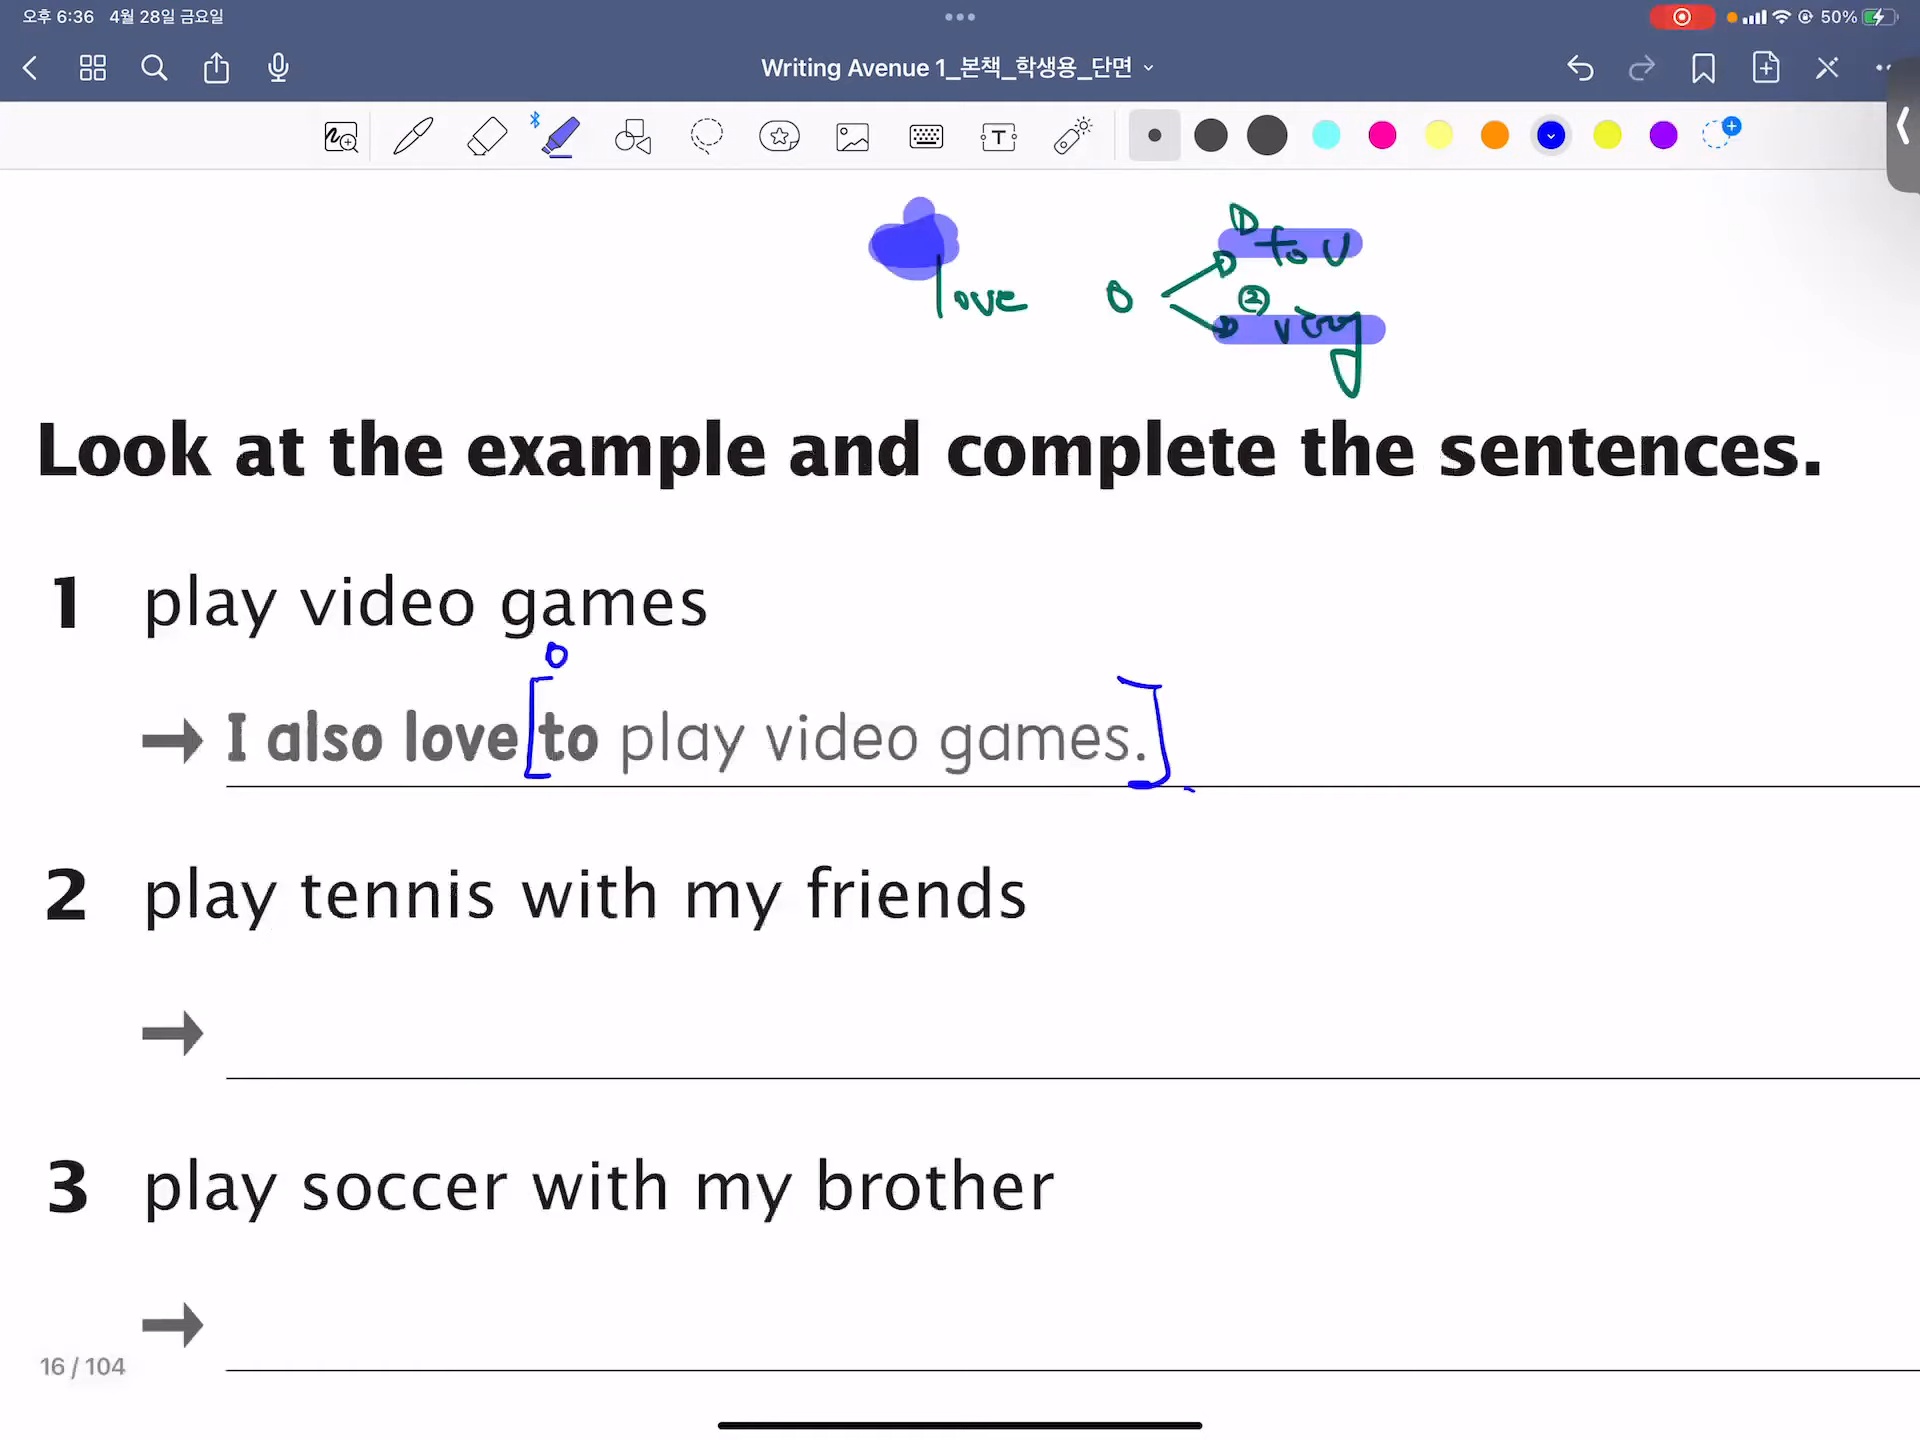 오후 6:36 4월 28일 금요일
50%
Writing Avenue 1_본책_학생용_단면
love O
① to V
② Ving
Look at the example and complete the sentences.
1 play video games
O
→ I also love [to play video games.]
2 play tennis with my friends
→
3 play soccer with my brother
→
16 / 104